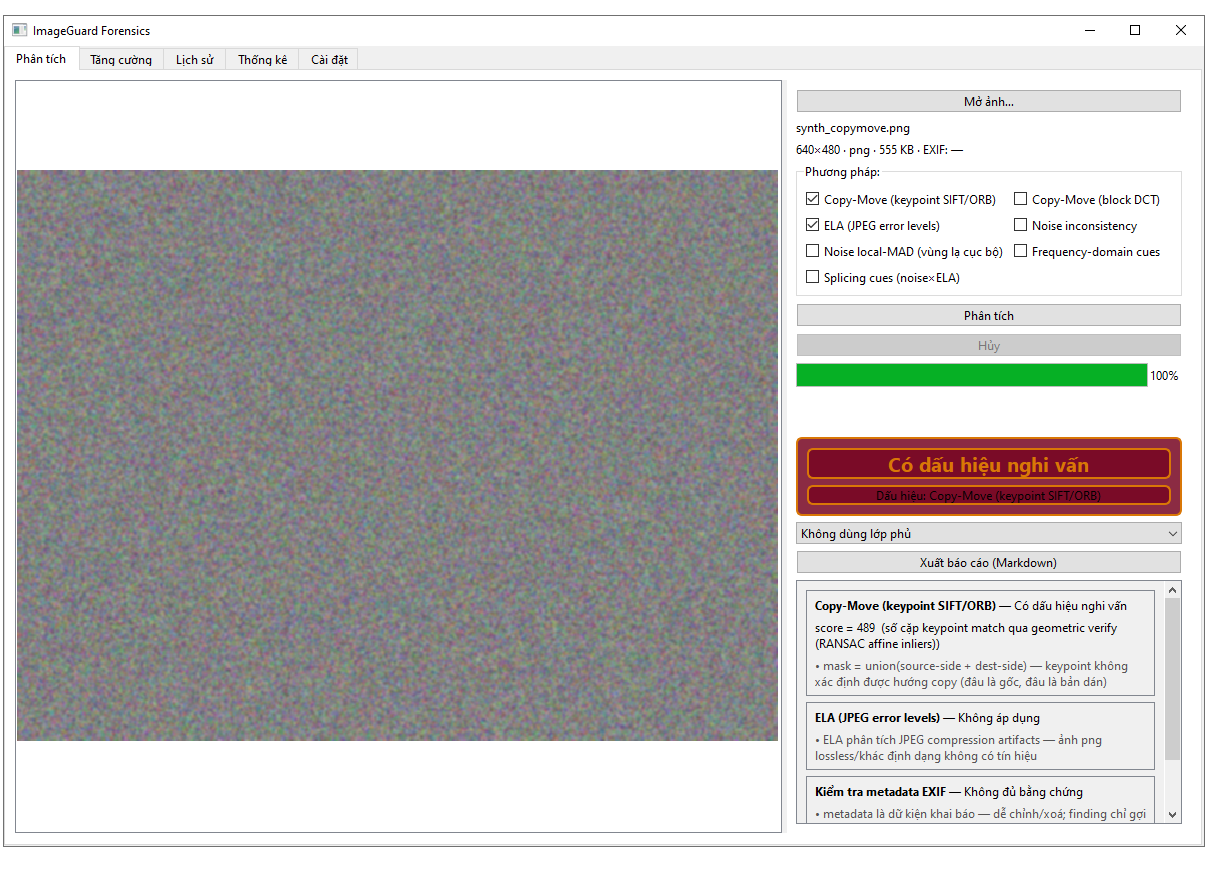 ImageGuard Forensics
Phân tích Tăng cường Lịch sử Thống kê Cài đặt
Mở ảnh...
synth_copymove.png
640×480 · png · 555 KB · EXIF: —
Phương pháp:
Copy-Move (keypoint SIFT/ORB) Copy-Move (block DCT)
ELA (JPEG error levels) Noise inconsistency
Noise local-MAD (vùng lạ cục bộ) Frequency-domain cues
Splicing cues (noise×ELA)
Phân tích
Hủy
100%
Có dấu hiệu nghi vấn
Dấu hiệu: Copy-Move (keypoint SIFT/ORB)
Không dùng lớp phủ
Xuất báo cáo (Markdown)
Copy-Move (keypoint SIFT/ORB) — Có dấu hiệu nghi vấn
score = 489 (số cặp keypoint match qua geometric verify
(RANSAC affine inliers))
• mask = union(source-side + dest-side) — keypoint không
xác định được hướng copy (đâu là gốc, đâu là bản dán)
ELA (JPEG error levels) — Không áp dụng
• ELA phân tích JPEG compression artifacts — ảnh png
lossless/khác định dạng không có tín hiệu
Kiểm tra metadata EXIF — Không đủ bằng chứng
• metadata là dữ kiện khai báo — dễ chỉnh/xoá; finding chỉ gợi